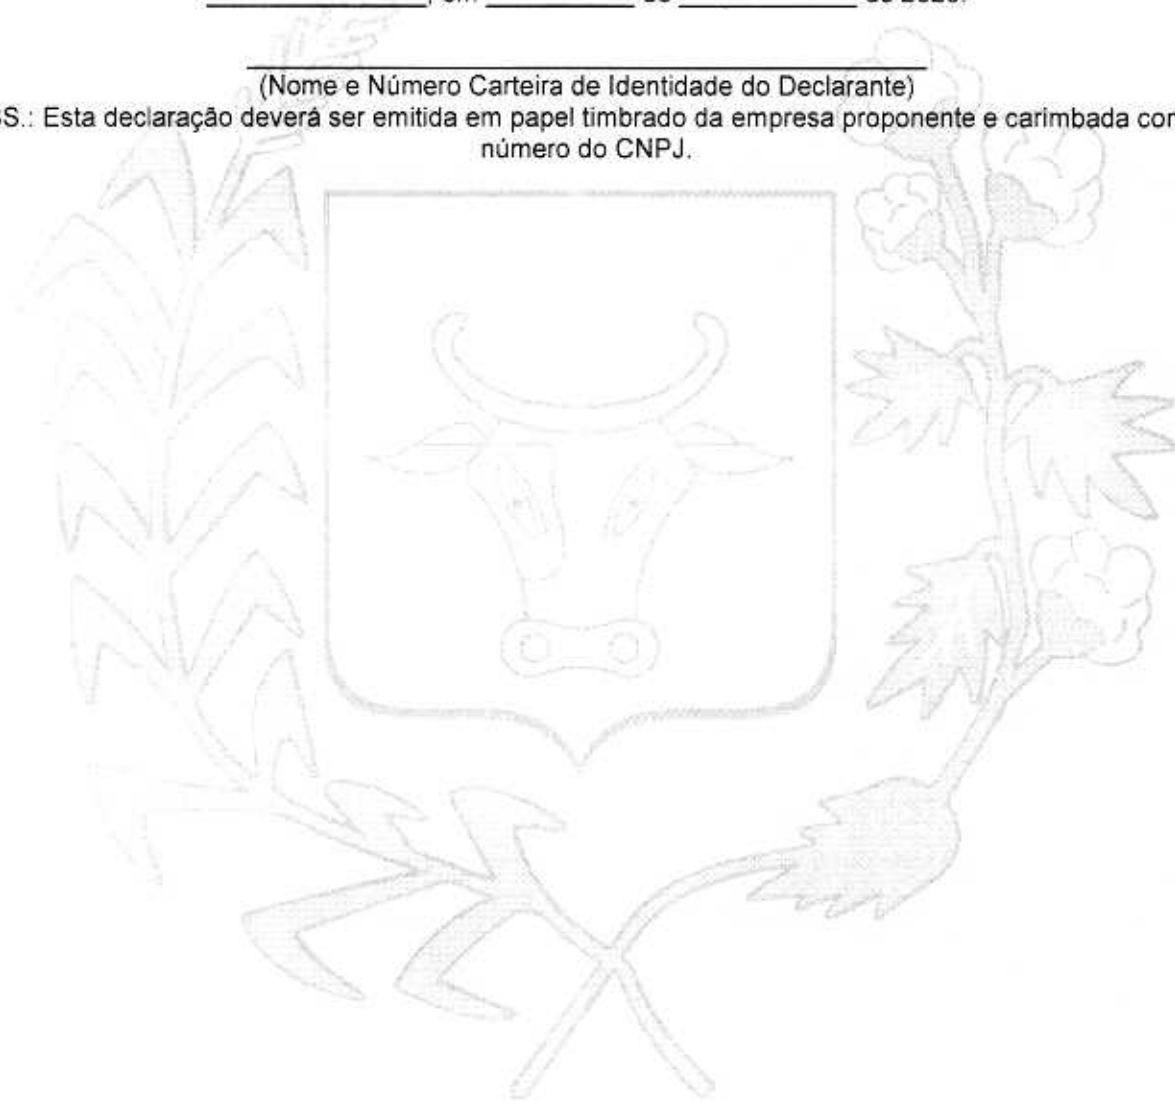 (Nome e Número Carteira de Identidade do Declarante)
S.: Esta declaração deverá ser emitida em papel timbrado da empresa proponente e carimbada
número do CNPJ.